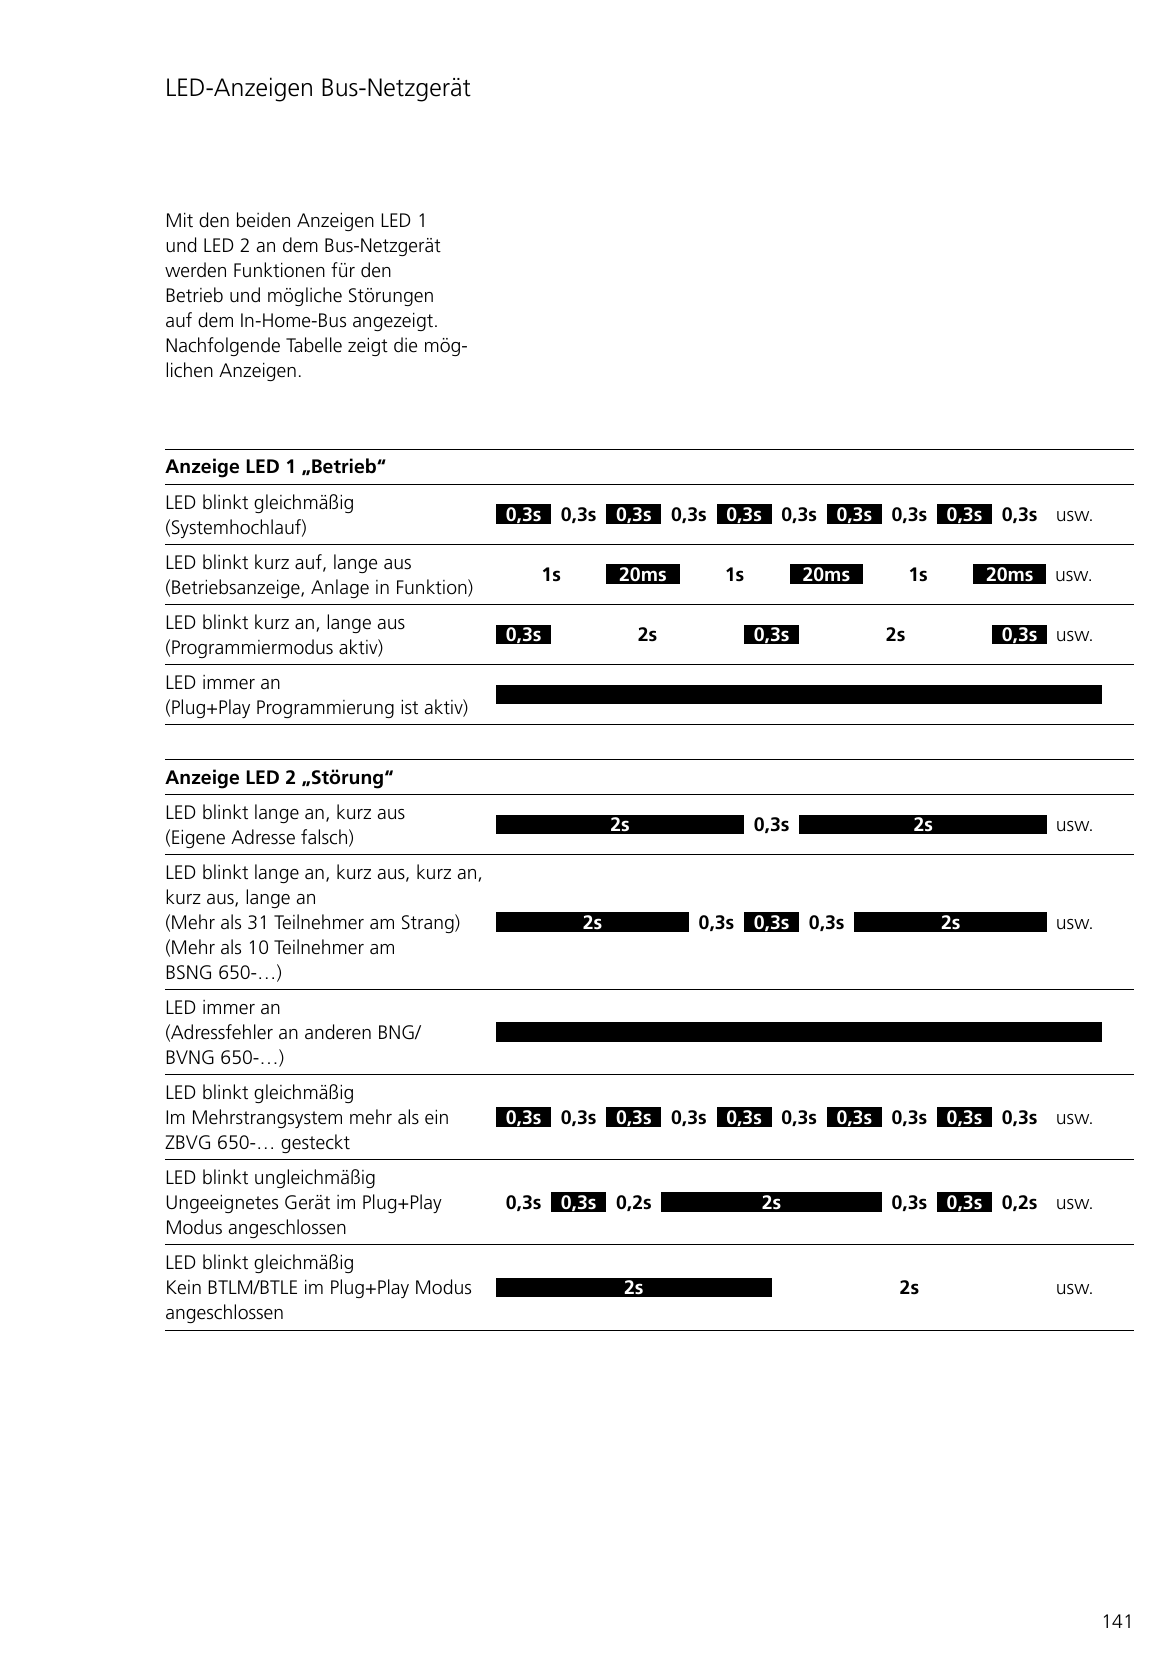 LED-Anzeigen Bus-Netzgerät
Mit den beiden Anzeigen LED 1
und LED 2 an dem Bus-Netzgerät
werden Funktionen für den
Betrieb und mögliche Störungen
auf dem In-Home-Bus angezeigt.
Nachfolgende Tabelle zeigt die mög-
lichen Anzeigen.
Anzeige LED 1 „Betrieb“
LED blinkt gleichmäßig
(Systemhochlauf)
0,3s 0,3s 0,3s 0,3s 0,3s 0,3s 0,3s 0,3s 0,3s 0,3s usw.
LED blinkt kurz auf, lange aus
(Betriebsanzeige, Anlage in Funktion)
1s 20ms 1s 20ms 1s 20ms usw.
LED blinkt kurz an, lange aus
(Programmiermodus aktiv)
0,3s 2s 0,3s 2s 0,3s usw.
LED immer an
(Plug+Play Programmierung ist aktiv)
Anzeige LED 2 „Störung“
LED blinkt lange an, kurz aus
(Eigene Adresse falsch)
2s 0,3s 2s usw.
LED blinkt lange an, kurz aus, kurz an,
kurz aus, lange an
(Mehr als 31 Teilnehmer am Strang)
(Mehr als 10 Teilnehmer am
BSNG 650-…)
2s 0,3s 0,3s 0,3s 2s usw.
LED immer an
(Adressfehler an anderen BNG/
BVNG 650-…)
LED blinkt gleichmäßig
Im Mehrstrangsystem mehr als ein
ZBVG 650-… gesteckt
0,3s 0,3s 0,3s 0,3s 0,3s 0,3s 0,3s 0,3s 0,3s 0,3s usw.
LED blinkt ungleichmäßig
Ungeeignetes Gerät im Plug+Play
Modus angeschlossen
0,3s 0,3s 0,2s 2s 0,3s 0,3s 0,2s usw.
LED blinkt gleichmäßig
Kein BTLM/BTLE im Plug+Play Modus
angeschlossen
2s 2s usw.
141